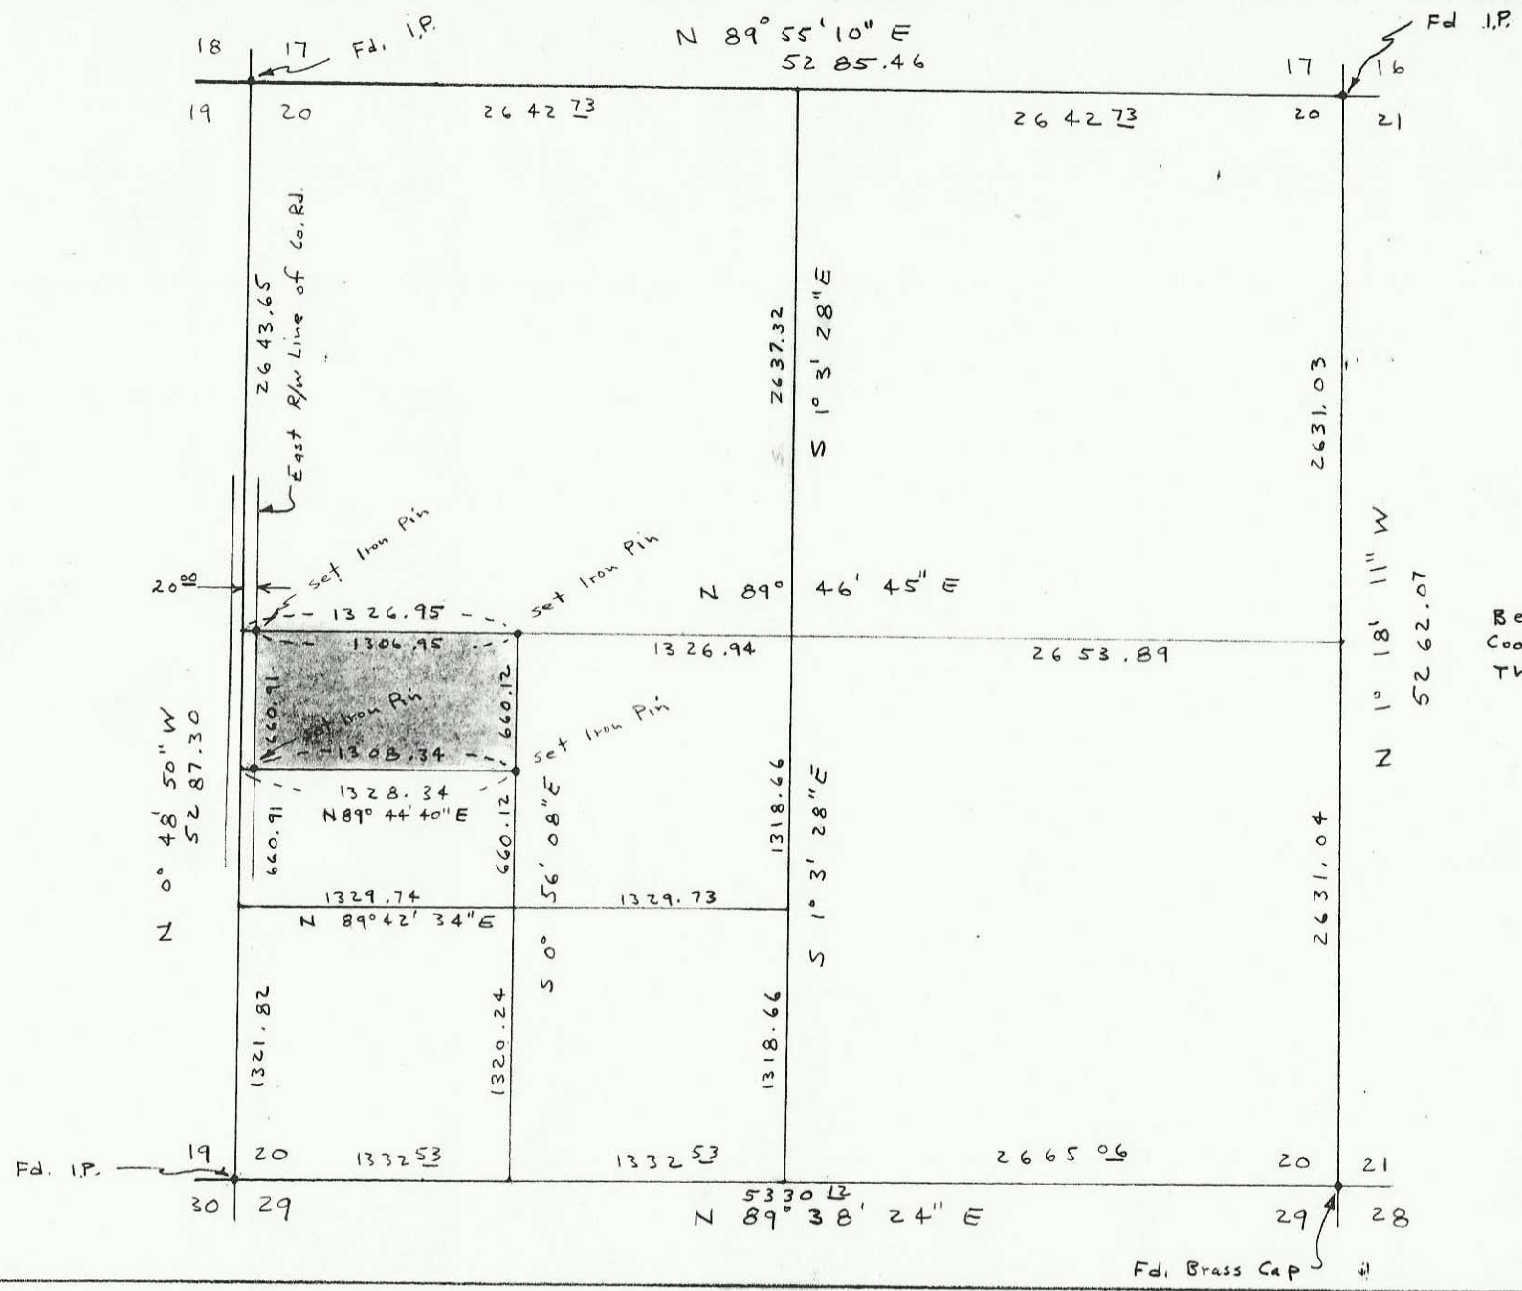 N 89° 55' 10" E
5285.46
18 17
Fd. I.P.
Fd I.P.
17 16
19 20
2642 73
2642 73
20 21
2643.65
East R/W Line of Co. Rd.
2637.32
S 1° 3' 28" E
2631.03
set Iron Pin
set Iron Pin
20 00
N 89° 46' 45" E
1326.95
1306.95
1326.94
2653.89
N 1° 18' 11" W
5262.07
660.91
set Iron Pin
660.12
set Iron Pin
1308.34
1328.34
N 89° 44' 40" E
N 0° 48' 50" W
5287.30
660.91
660.12
S 0° 56' 08" E
1318.66
S 1° 3' 28" E
2631.04
1329.74
N 89° 42' 34" E
1329.73
1321.82
1320.24
1318.66
19 20
Fd. I.P.
1332 53
1332 53
2665 06
20 21
30 29
5330 12
N 89° 38' 24" E
29 28
Fd. Brass Cap